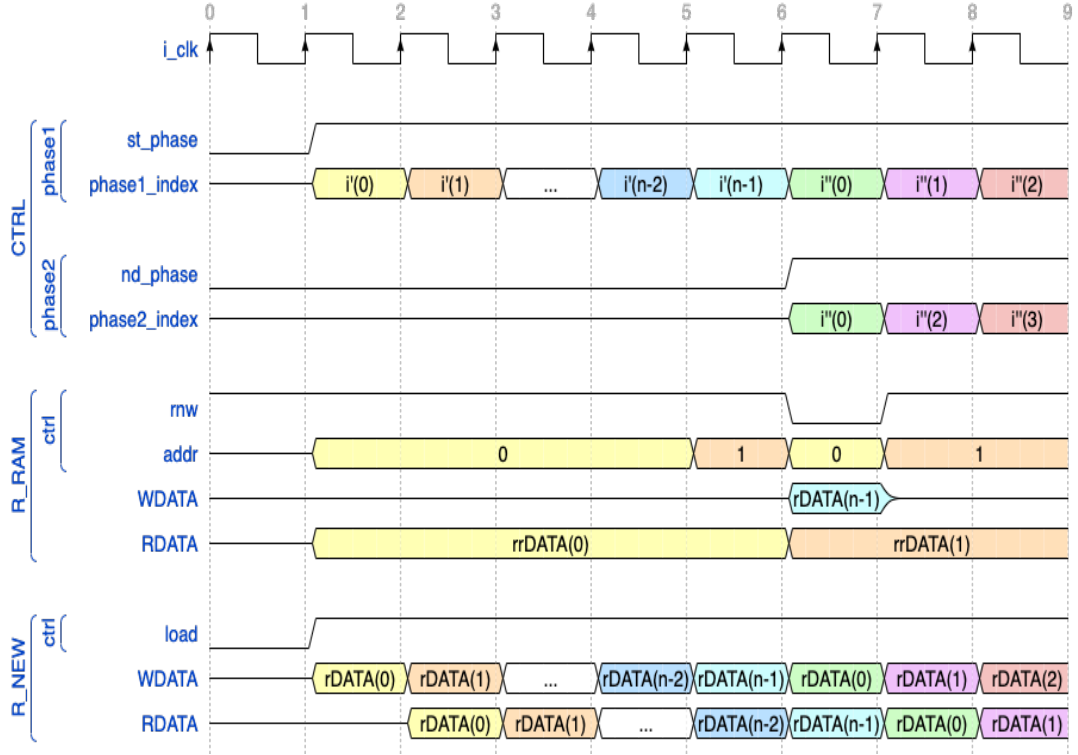 0 1 2 3 4 5 6 7 8 9
i_clk
CTRL
phase1
st_phase
phase1_index i'(0) i'(1) ... i'(n-2) i'(n-1) i"(0) i"(1) i"(2)
phase2
nd_phase
phase2_index i"(0) i"(2) i"(3)
R_RAM
ctrl
rnw
addr 0 1 0 1
WDATA rDATA(n-1)
RDATA rrDATA(0) rrDATA(1)
R_NEW
ctrl
load
WDATA rDATA(0) rDATA(1) ... rDATA(n-2) rDATA(n-1) rDATA(0) rDATA(1) rDATA(2)
RDATA rDATA(0) rDATA(1) ... rDATA(n-2) rDATA(n-1) rDATA(0) rDATA(1)